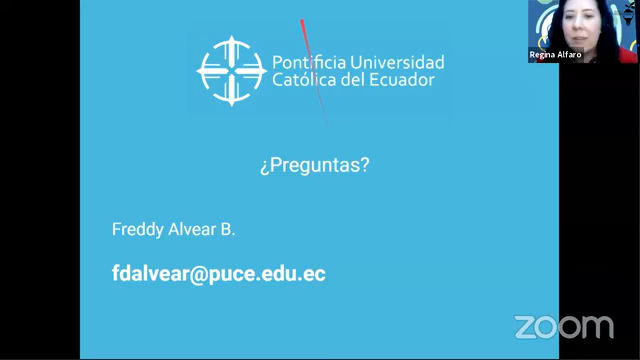 Regina Alfaro
Pontificia Universidad
Católica del Ecuador
¿Preguntas?
Freddy Alvear B.
fdalvear@puce.edu.ec
zoom